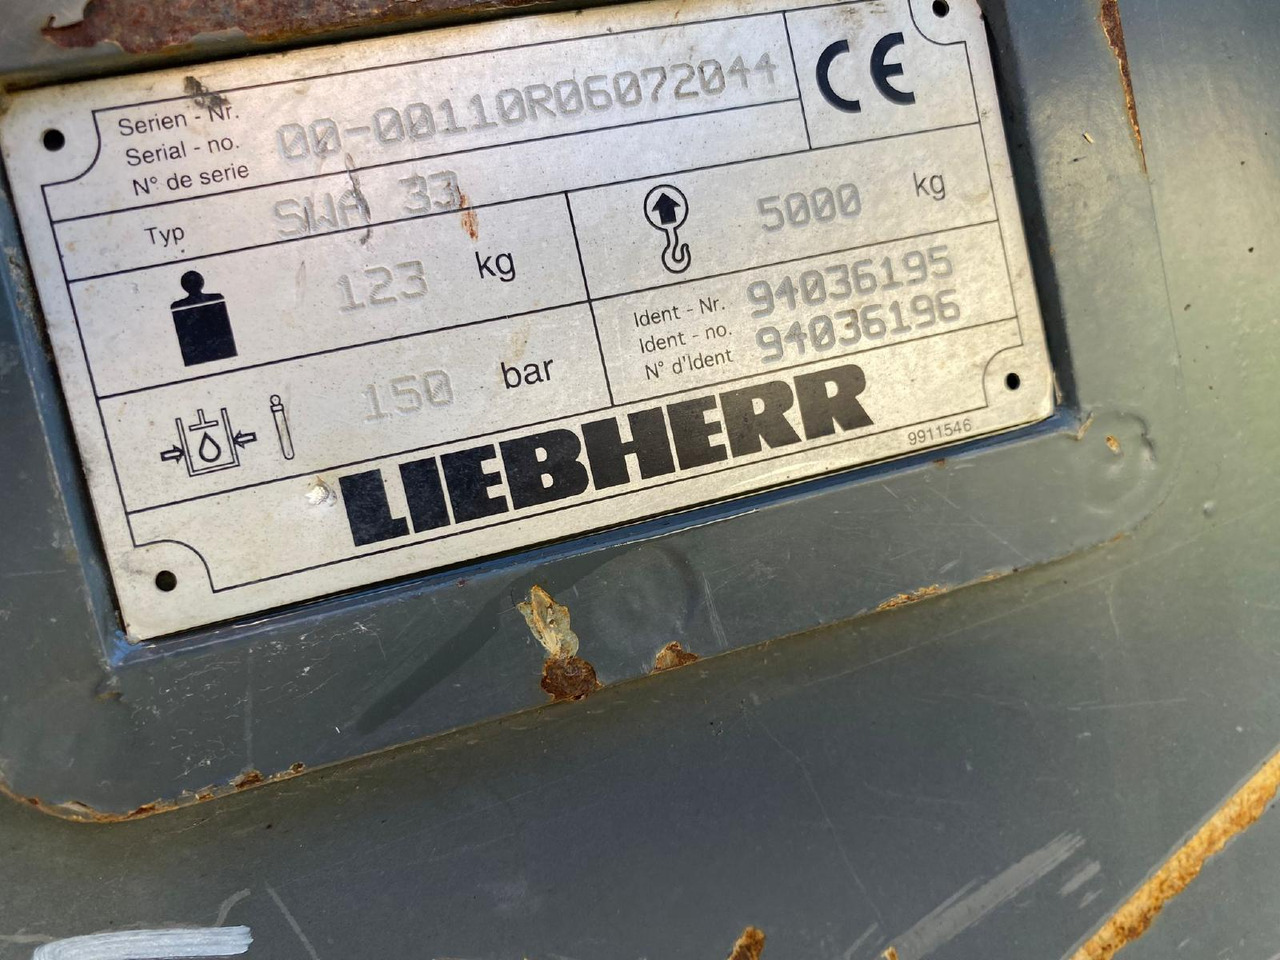 Serien - Nr.
Serial - no.
N° de serie
00-00110R06072044
CE
Typ
SWA 33
123 kg
5000 kg
150 bar
Ident - Nr.
Ident - no.
N° d'Ident
94036195
94036196
LIEBHERR
9911546